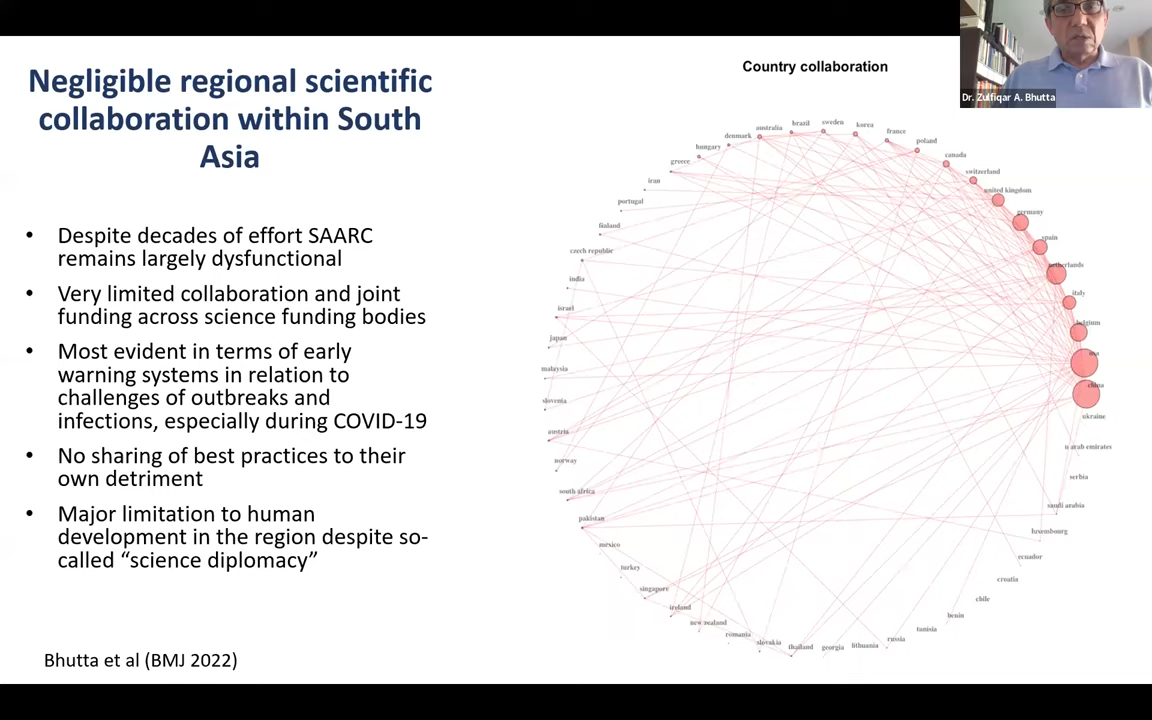 Negligible regional scientific
collaboration within South
Asia
• Despite decades of effort SAARC
remains largely dysfunctional
• Very limited collaboration and joint
funding across science funding bodies
• Most evident in terms of early
warning systems in relation to
challenges of outbreaks and
infections, especially during COVID-19
• No sharing of best practices to their
own detriment
• Major limitation to human
development in the region despite so-
called “science diplomacy”
Bhutta et al (BMJ 2022)
Country collaboration
Dr. Zulfiqar A. Bhutta
australia
brazil
sweden
korea
france
poland
canada
switzerland
united kingdom
germany
spain
netherlands
italy
belgium
usa
china
ukraine
u arab emirates
serbia
saudi arabia
luxembourg
ecuador
croatia
chile
benin
tunisia
russia
lithuania
georgia
thailand
slovakia
romania
new zealand
ireland
singapore
turkey
mexico
pakistan
south africa
norway
austria
slovenia
malaysia
japan
israel
india
czech republic
finland
portugal
iran
greece
hungary
denmark